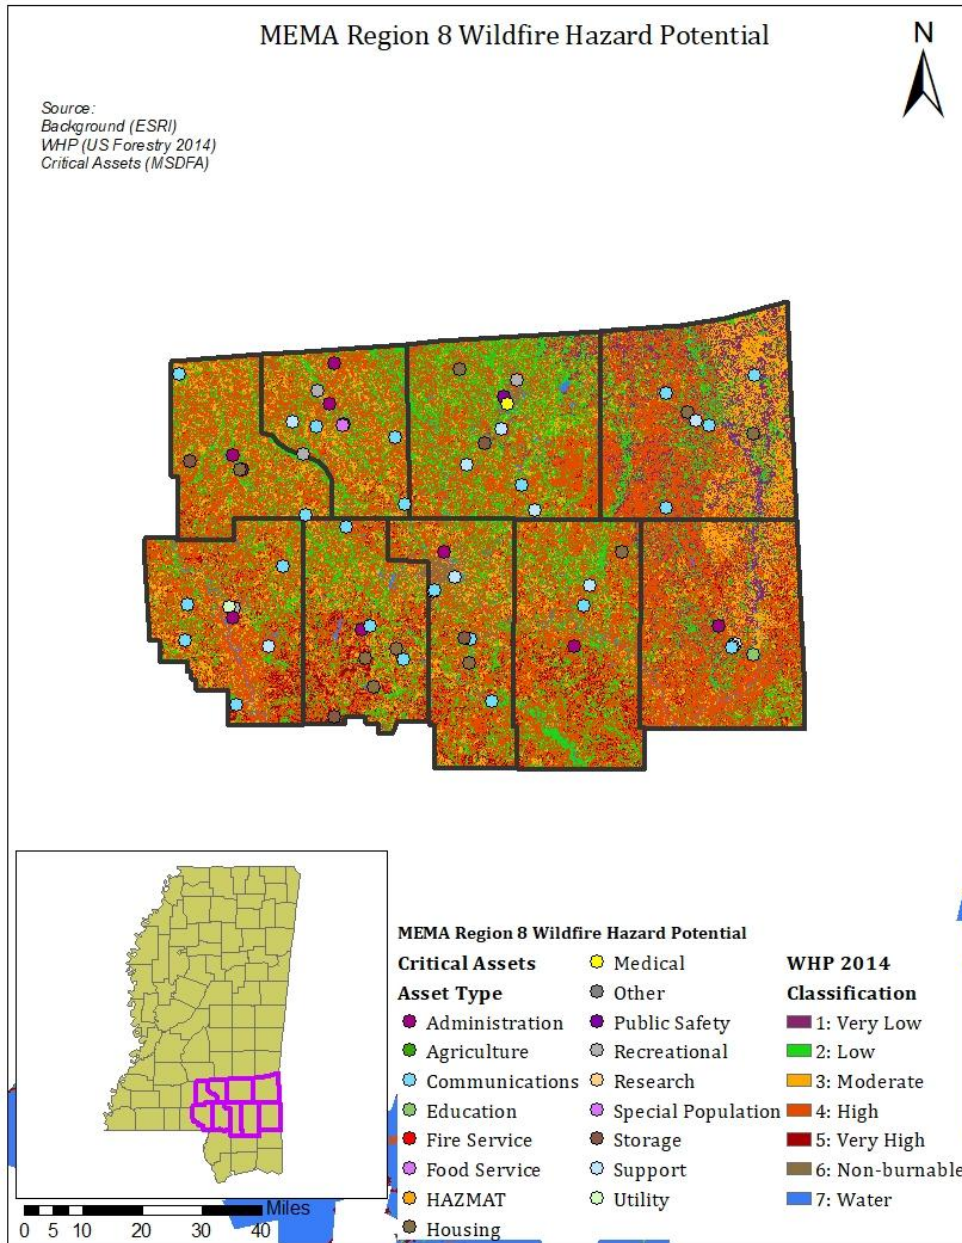 MEMA Region 8 Wildfire Hazard Potential
N
Source:
Background (ESRI)
WHP (US Forestry 2014)
Critical Assets (MSDFA)
MEMA Region 8 Wildfire Hazard Potential
Critical Assets
Asset Type
Administration
Agriculture
Communications
Education
Fire Service
Food Service
HAZMAT
Housing
Medical
Other
Public Safety
Recreational
Research
Special Population
Storage
Support
Utility
WHP 2014
Classification
1: Very Low
2: Low
3: Moderate
4: High
5: Very High
6: Non-burnable
7: Water
Miles
0 5 10 20 30 40